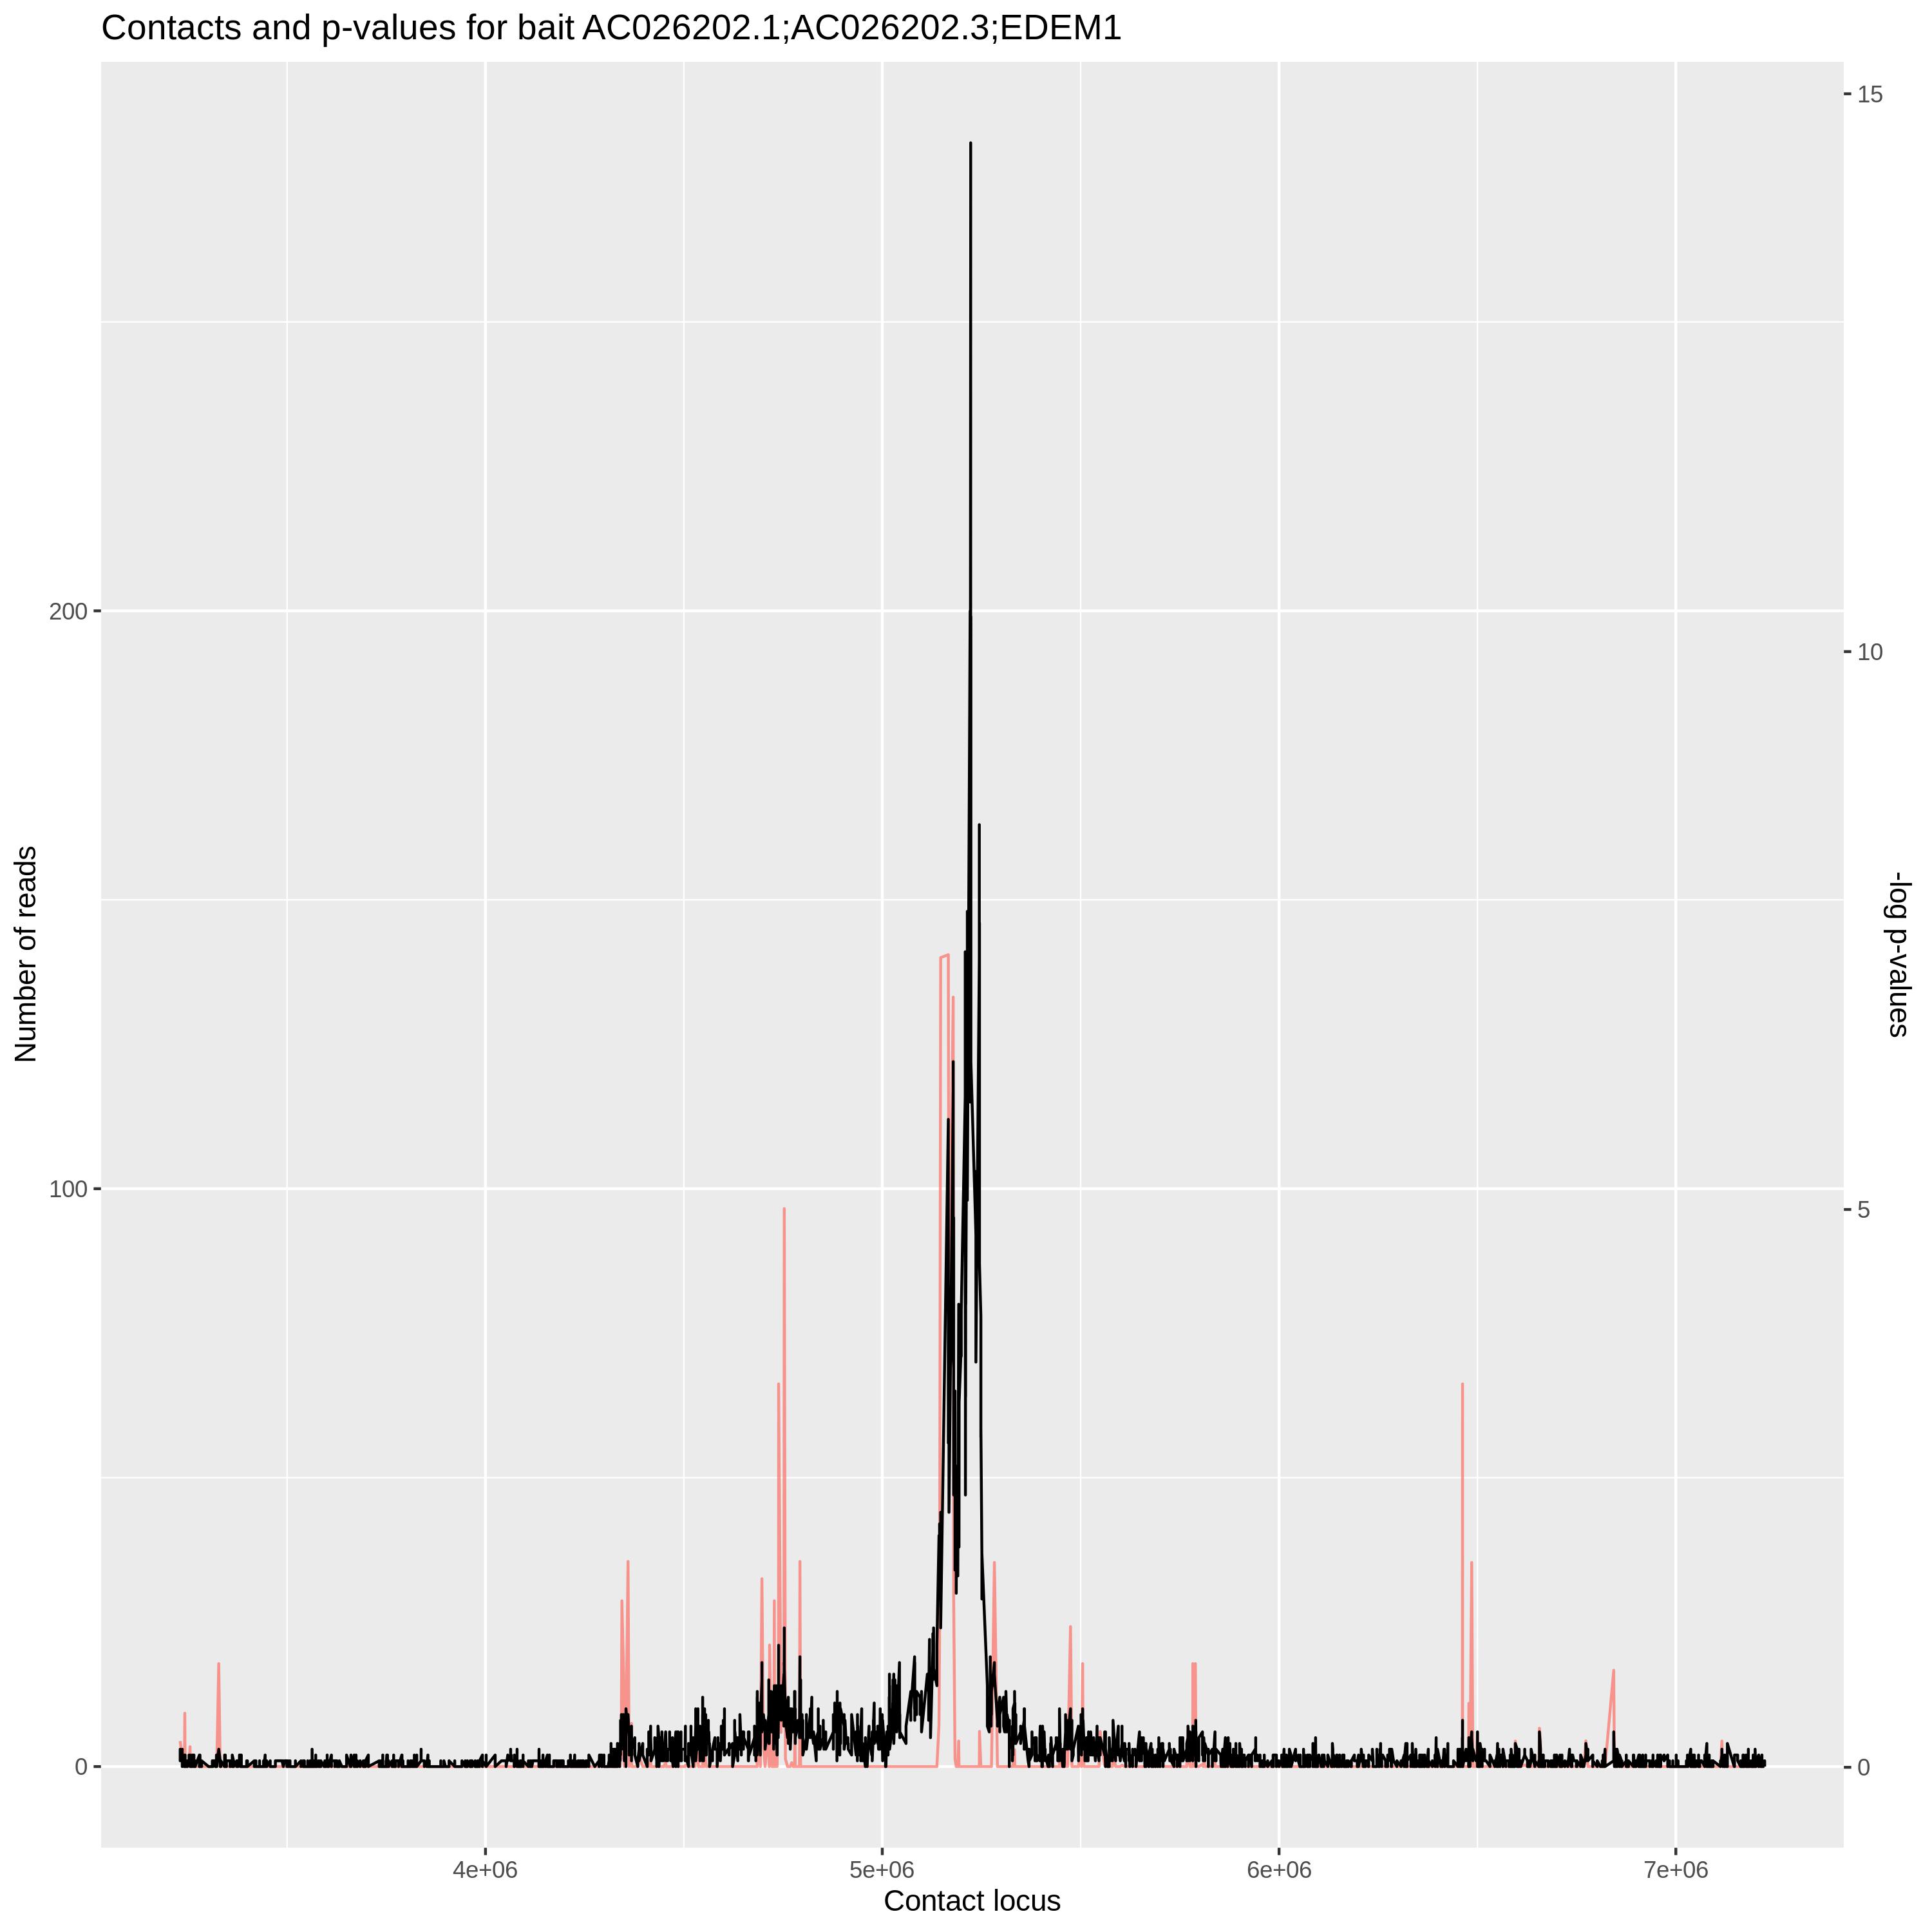 Contacts and p-values for bait AC026202.1;AC026202.3;EDEM1
Number of reads
200
100
0
15
10
5
0
-log p-values
4e+06
5e+06
6e+06
7e+06
Contact locus